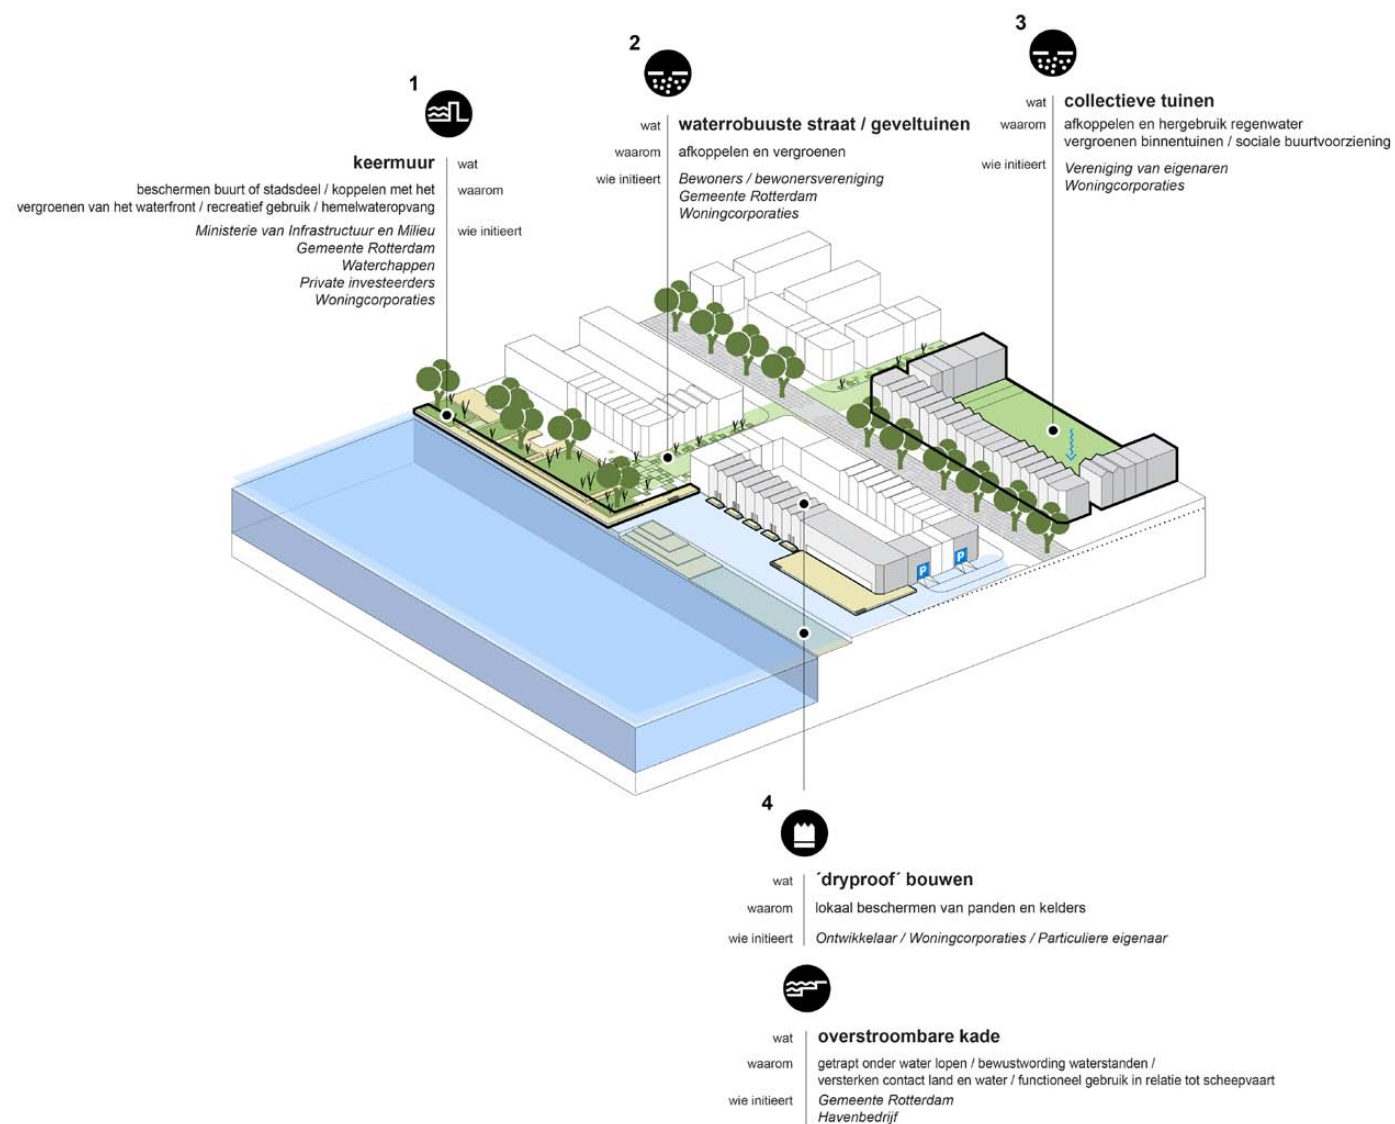 1
keermuur wat
beschermen buurt of stadsdeel / koppelen met het waarom
vergroenen van het waterfront / recreatief gebruik / hemelwateropvang
Ministerie van Infrastructuur en Milieu wie initieert
Gemeente Rotterdam
Waterchappen
Private investeerders
Woningcorporaties
2
wat waterrobuuste straat / geveltuinen
waarom afkoppelen en vergroenen
wie initieert Bewoners / bewonersvereniging
Gemeente Rotterdam
Woningcorporaties
3
wat collectieve tuinen
waarom afkoppelen en hergebruik regenwater
vergroenen binnentuinen / sociale buurtvoorziening
wie initieert Vereniging van eigenaren
Woningcorporaties
P
P
4
wat ´dryproof´ bouwen
waarom lokaal beschermen van panden en kelders
wie initieert Ontwikkelaar / Woningcorporaties / Particuliere eigenaar
wat overstroombare kade
waarom getrapt onder water lopen / bewustwording waterstanden /
versterken contact land en water / functioneel gebruik in relatie tot scheepvaart
wie initieert Gemeente Rotterdam
Havenbedrijf